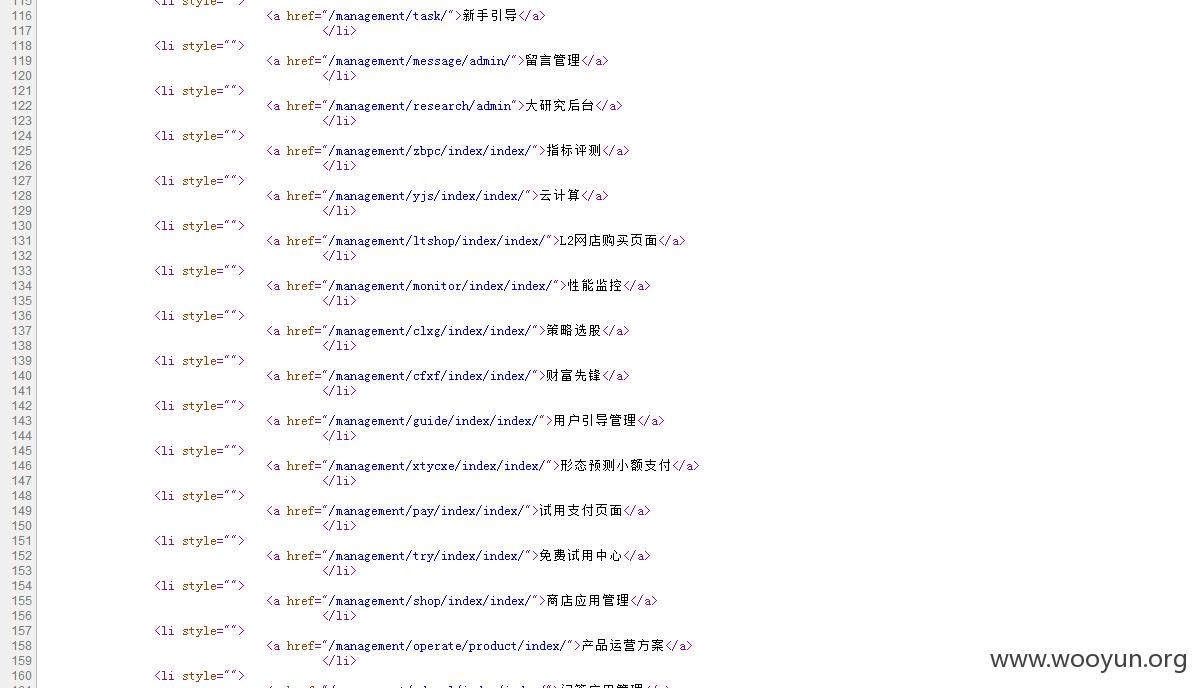 115 <li style="">
116 <a href="/management/task/">新手引导</a>
117 </li>
118 <li style="">
119 <a href="/management/message/admin/">留言管理</a>
120 </li>
121 <li style="">
122 <a href="/management/research/admin">大研究后台</a>
123 </li>
124 <li style="">
125 <a href="/management/zbpc/index/index/">指标评测</a>
126 </li>
127 <li style="">
128 <a href="/management/yjs/index/index/">云计算</a>
129 </li>
130 <li style="">
131 <a href="/management/ltshop/index/index/">L2网店购买页面</a>
132 </li>
133 <li style="">
134 <a href="/management/monitor/index/index/">性能监控</a>
135 </li>
136 <li style="">
137 <a href="/management/clxg/index/index/">策略选股</a>
138 </li>
139 <li style="">
140 <a href="/management/cfxf/index/index/">财富先锋</a>
141 </li>
142 <li style="">
143 <a href="/management/guide/index/index/">用户引导管理</a>
144 </li>
145 <li style="">
146 <a href="/management/xtycxe/index/index/">形态预测小额支付</a>
147 </li>
148 <li style="">
149 <a href="/management/pay/index/index/">试用支付页面</a>
150 </li>
151 <li style="">
152 <a href="/management/try/index/index/">免费试用中心</a>
153 </li>
154 <li style="">
155 <a href="/management/shop/index/index/">商店应用管理</a>
156 </li>
157 <li style="">
158 <a href="/management/operate/product/index/">产品运营方案</a>
159 </li>
160 <li style="">
www.wooyun.org